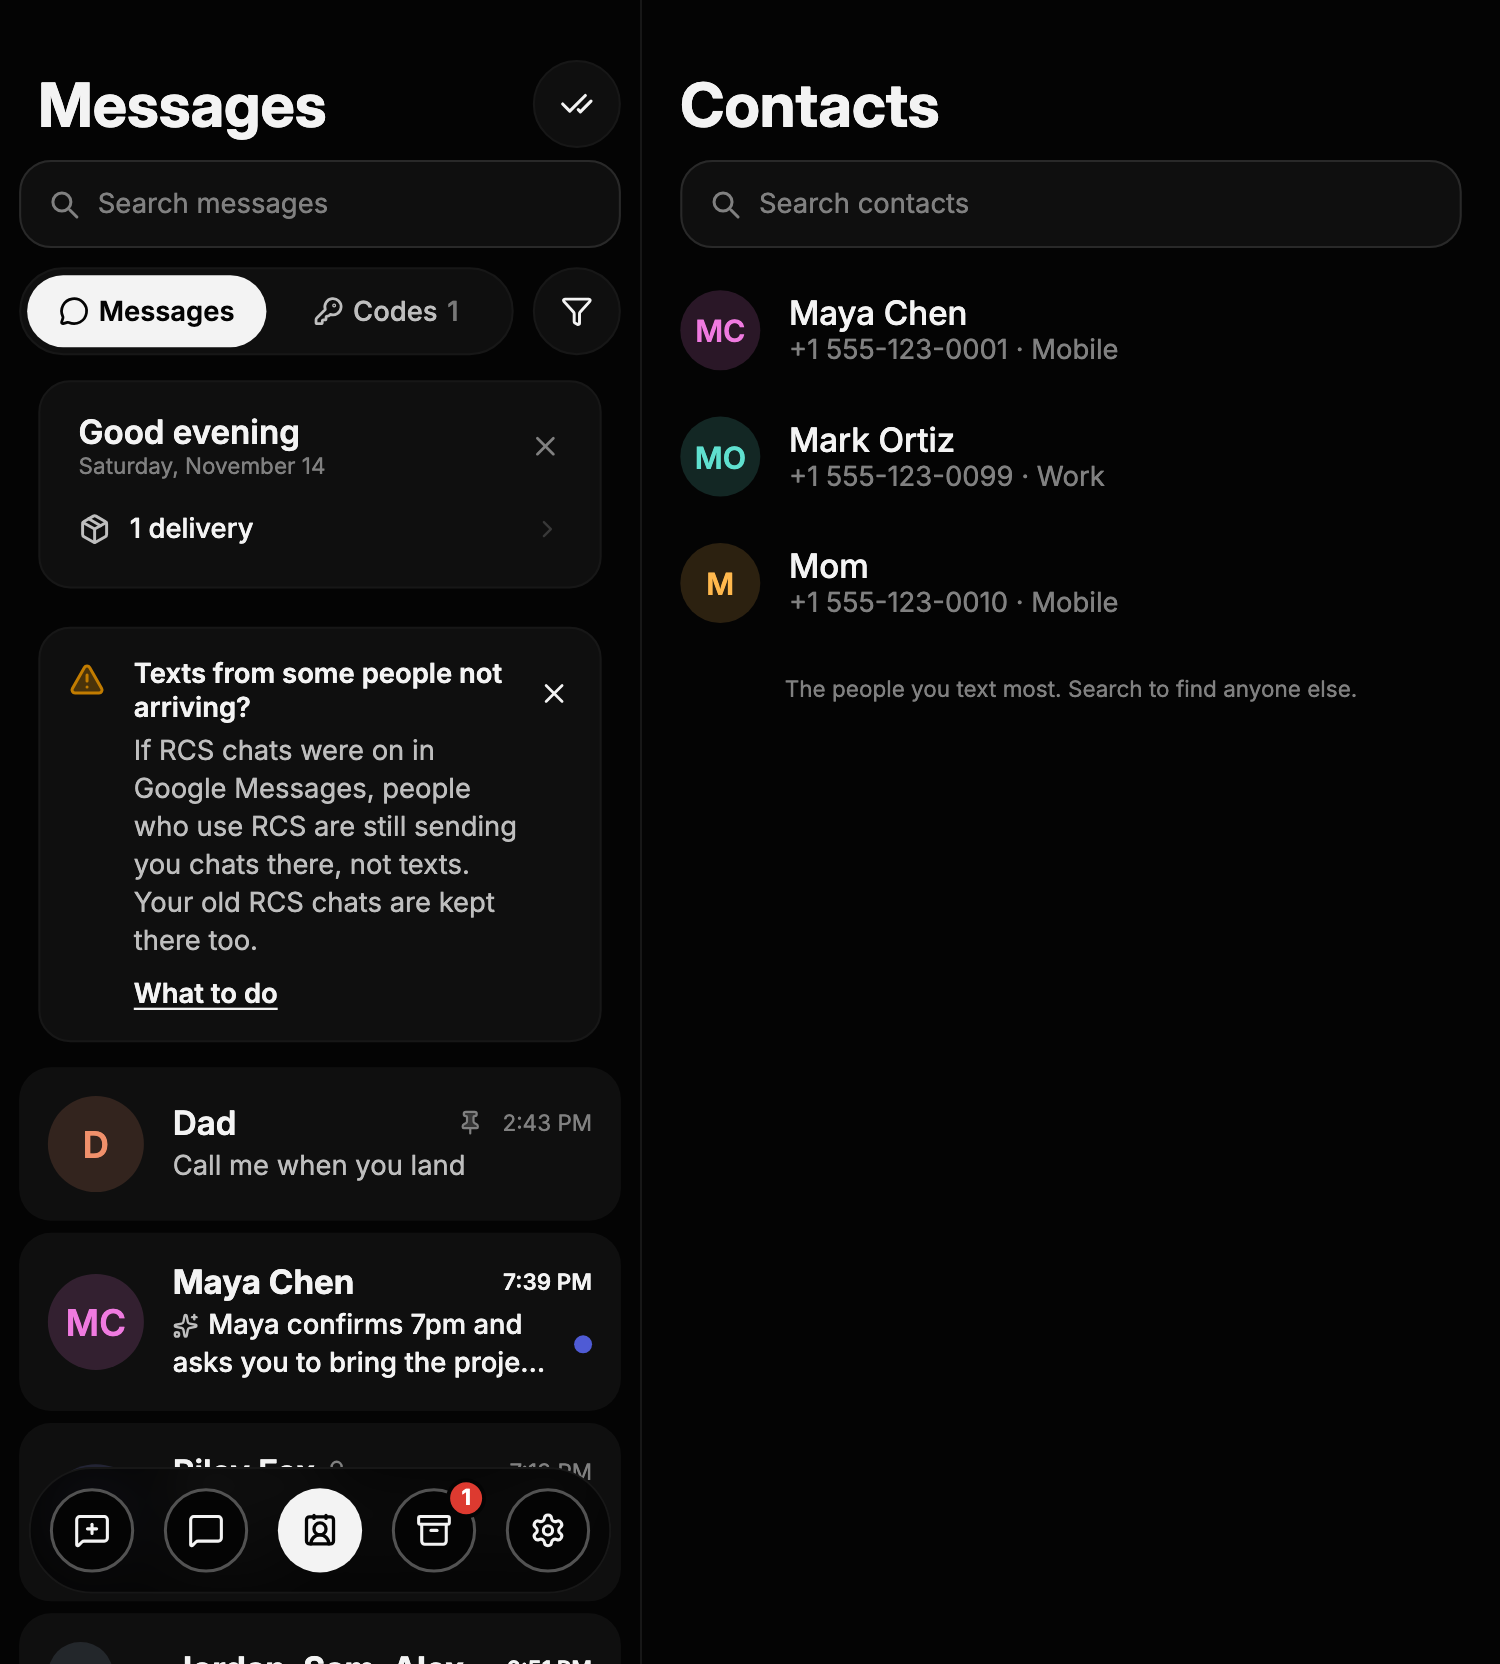 Messages
Search messages
Messages
Codes 1
Good evening
Saturday, November 14
1 delivery
Texts from some people not
arriving?
If RCS chats were on in
Google Messages, people
who use RCS are still sending
you chats there, not texts.
Your old RCS chats are kept
there too.
What to do
D
Dad
2:43 PM
Call me when you land
MC
Maya Chen
7:39 PM
Maya confirms 7pm and
asks you to bring the proje...
1
Contacts
Search contacts
MC
Maya Chen
+1 555-123-0001 · Mobile
MO
Mark Ortiz
+1 555-123-0099 · Work
M
Mom
+1 555-123-0010 · Mobile
The people you text most. Search to find anyone else.